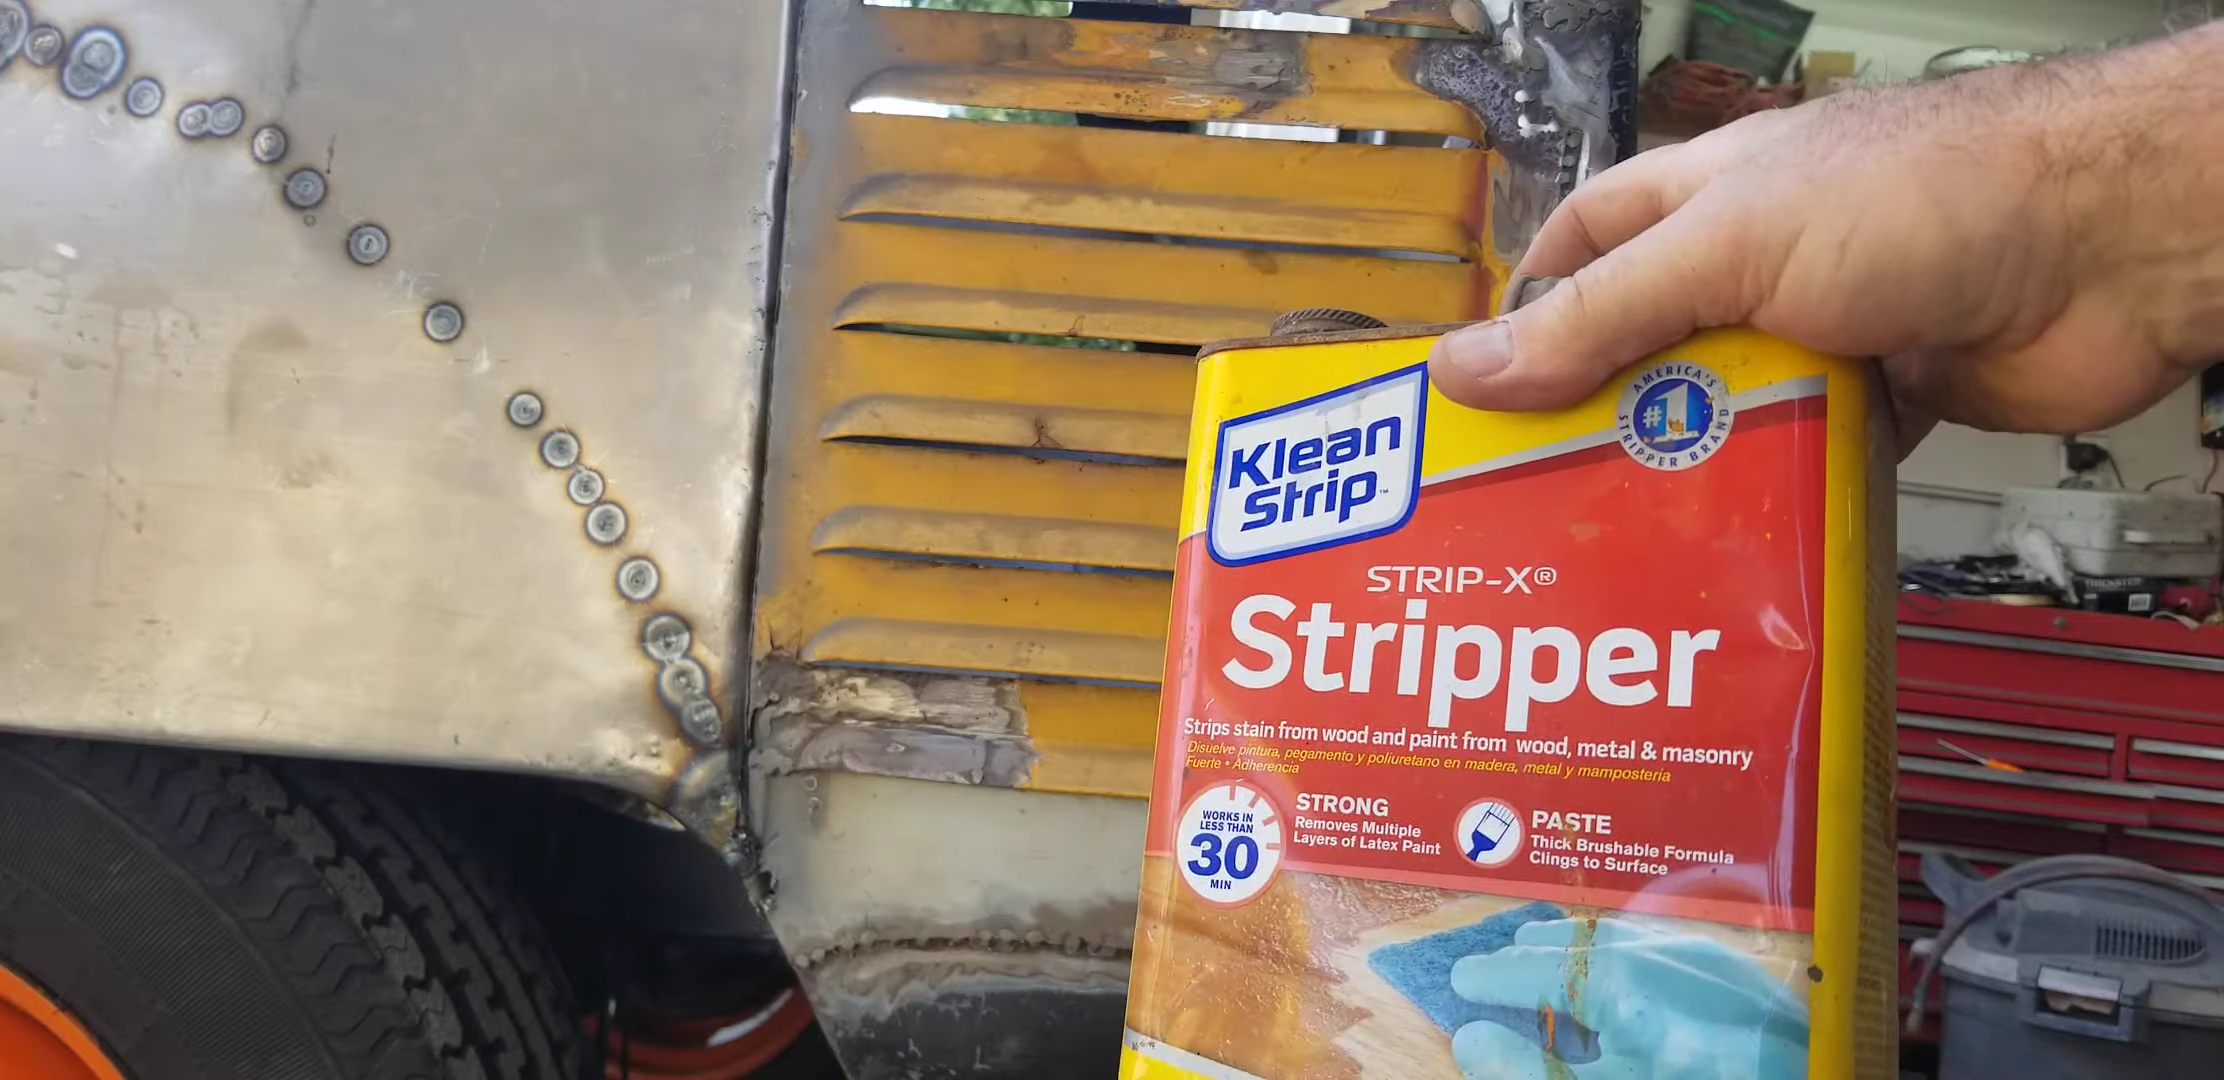 Klean
Strip™
AMERICA'S
#1
STRIPPER BRAND
STRIP-X®
Stripper
Strips stain from wood and paint from wood, metal & masonry
Disuelve pintura, pegamento y poliuretano en madera, metal y mampostería
Fuerte • Adherencia
WORKS IN
LESS THAN
30
MIN
STRONG
Removes Multiple
Layers of Latex Paint
PASTE
Thick Brushable Formula
Clings to Surface